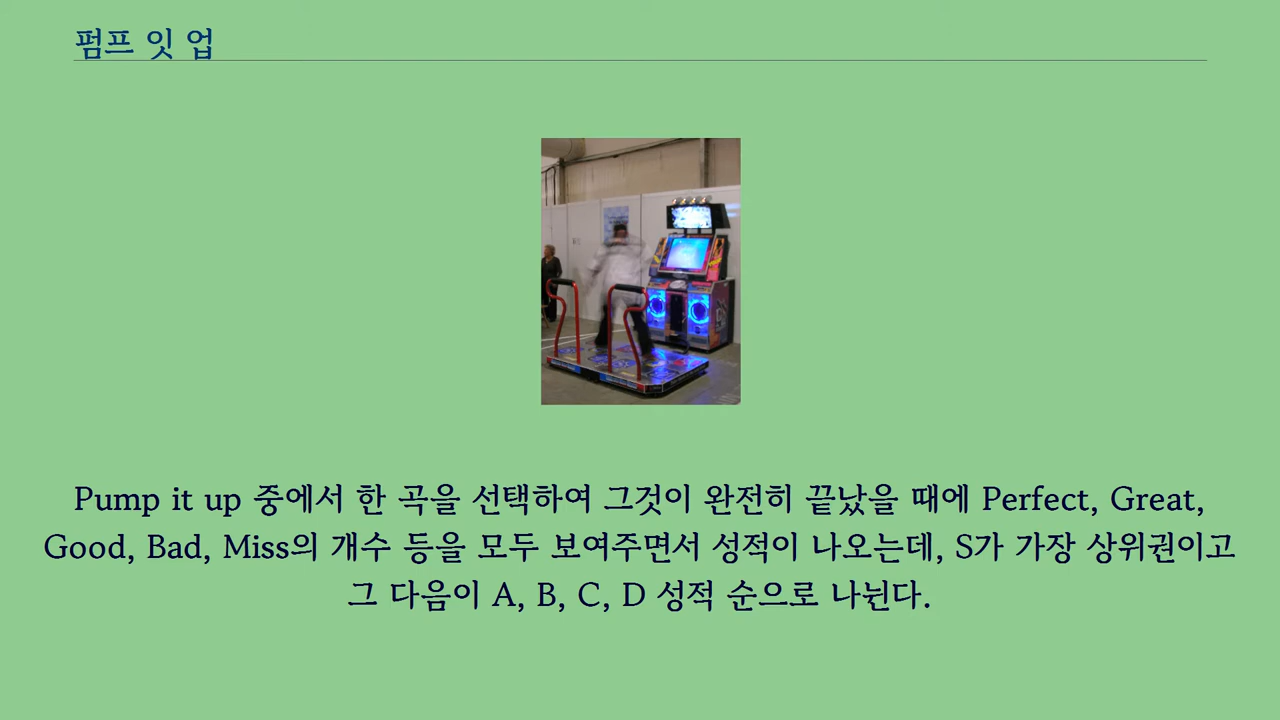 펌프 잇 업
Pump it up 중에서 한 곡을 선택하여 그것이 완전히 끝났을 때에 Perfect, Great,
Good, Bad, Miss의 개수 등을 모두 보여주면서 성적이 나오는데, S가 가장 상위권이고
그 다음이 A, B, C, D 성적 순으로 나뉜다.